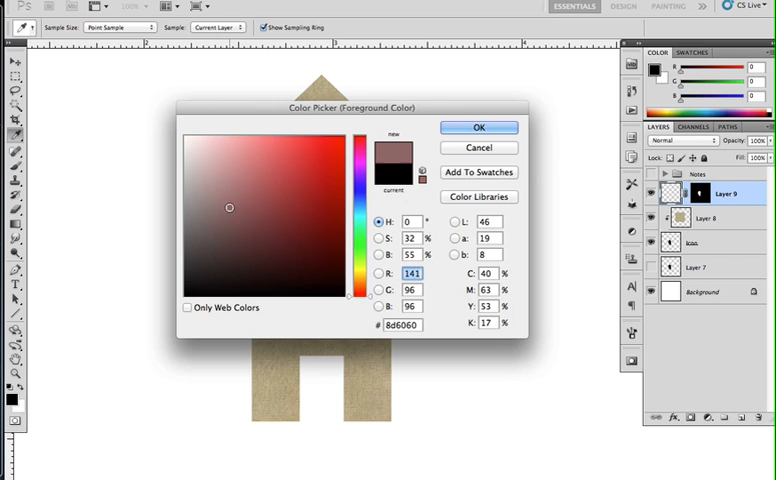 Ps
100%
ESSENTIALS
DESIGN
PAINTING
CS Live
Sample Size:
Point Sample
Sample:
Current Layer
Show Sampling Ring
2
3
4
Color Picker (Foreground Color)
new
current
OK
Cancel
Add To Swatches
Color Libraries
H: 0 °
S: 32 %
B: 55 %
R: 141
G: 96
B: 96
# 8d6060
L: 46
a: 19
b: 8
C: 40 %
M: 63 %
Y: 53 %
K: 17 %
Only Web Colors
COLOR
SWATCHES
R 0
G 0
B 0
LAYERS
CHANNELS
PATHS
Normal
Opacity: 100%
Lock:
Fill: 100%
Notes
Layer 9
Layer 8
Icon
Layer 7
Background